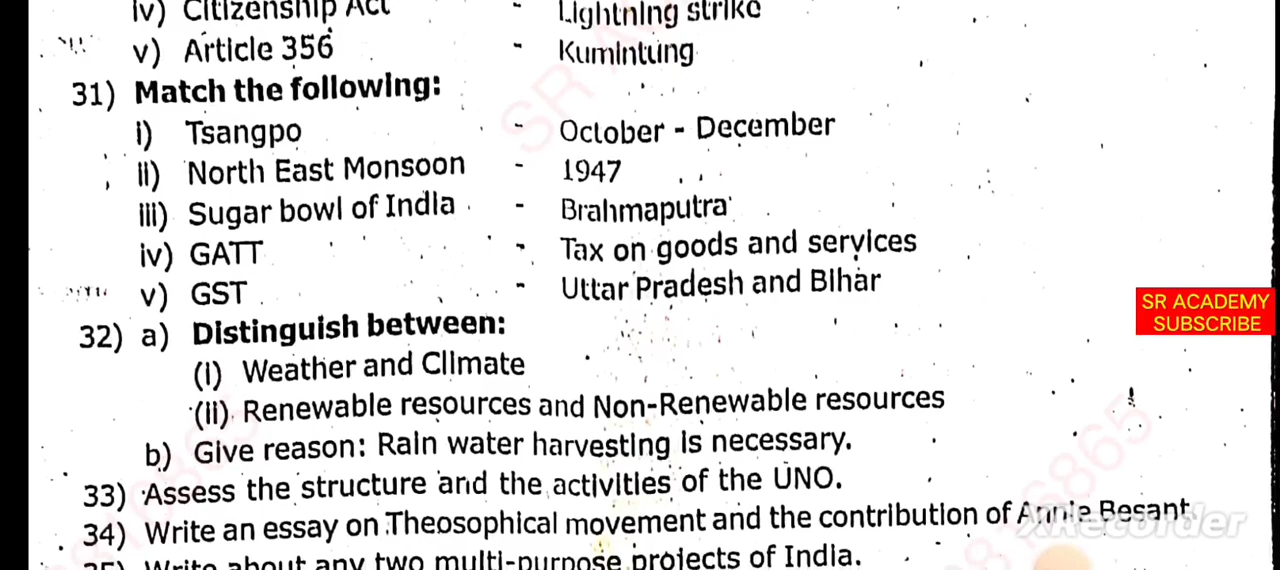 iv) Citizenship Act - Lightning strike
v) Article 356 - Kumintung
31) Match the following:
i) Tsangpo - October - December
ii) North East Monsoon - 1947
iii) Sugar bowl of India - Brahmaputra
iv) GATT - Tax on goods and services
v) GST - Uttar Pradesh and Bihar
SR ACADEMY
SUBSCRIBE
32) a) Distinguish between:
(i) Weather and Climate
(ii) Renewable resources and Non-Renewable resources
b) Give reason: Rain water harvesting is necessary.
33) Assess the structure and the activities of the UNO.
34) Write an essay on Theosophical movement and the contribution of Annie Besant
XRecorder
35) Write about any two multi-purpose projects of India.